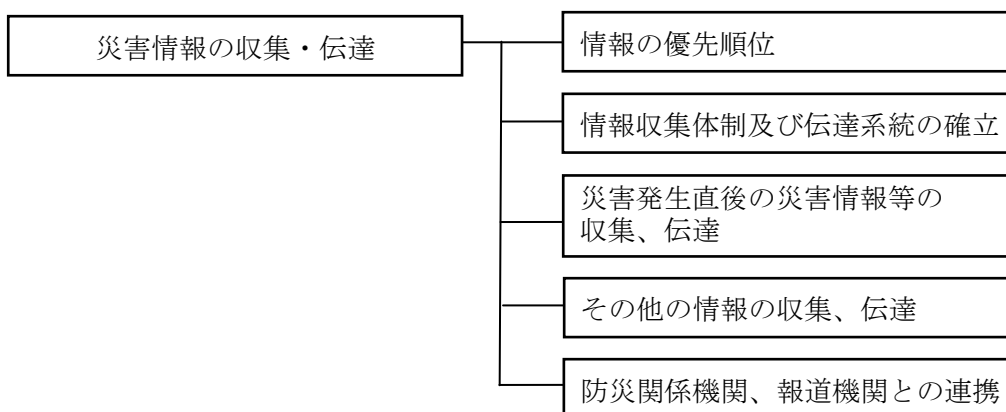 災害情報の収集・伝達
情報の優先順位
情報収集体制及び伝達系統の確立
災害発生直後の災害情報等の
収集、伝達
その他の情報の収集、伝達
防災関係機関、報道機関との連携